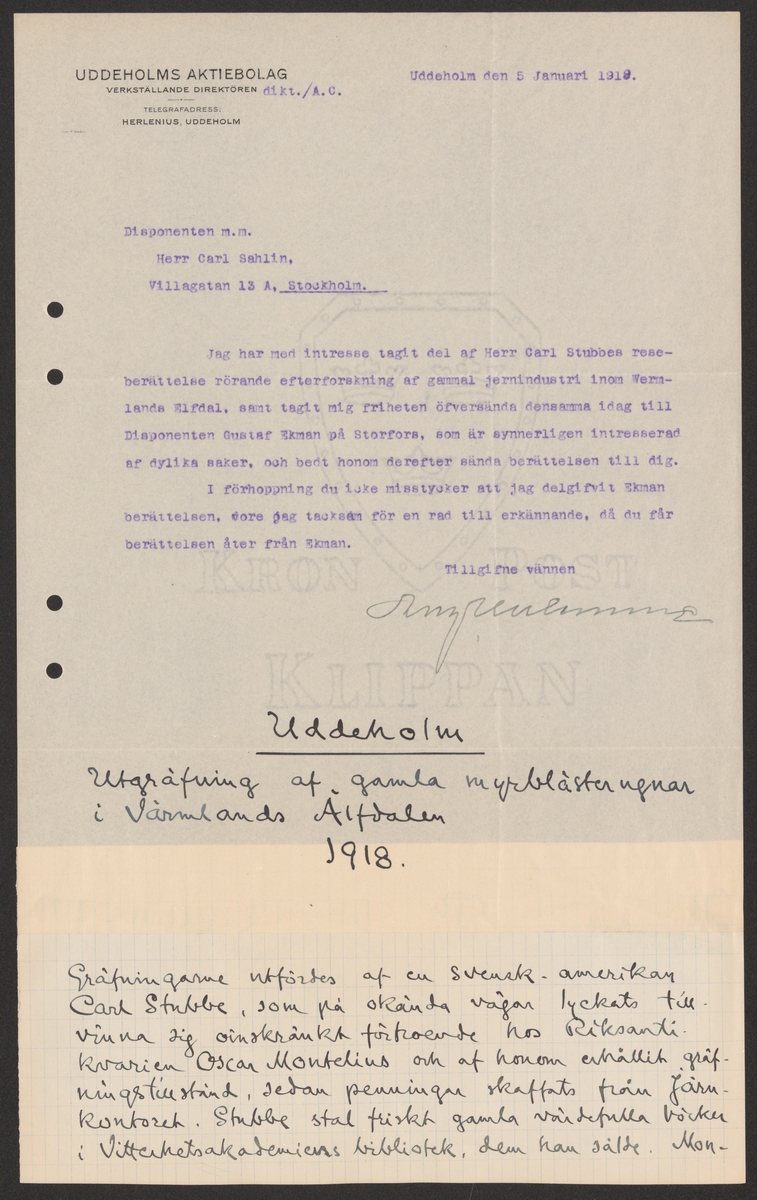 UDDEHOLMS AKTIEBOLAG
VERKSTÄLLANDE DIREKTÖREN dikt./A.C.
TELEGRAFADRESS:
HERLENIUS, UDDEHOLM
Uddeholm den 5 Januari 1919.
Disponenten m.m.
Herr Carl Sahlin,
Villagatan 13 A, Stockholm.
Jag har med intresse tagit del af Herr Carl Stubbes rese-
berättelse rörande efterforskning af gammal jernindustri inom Werm-
lands Elfdal, samt tagit mig friheten öfversända densamma idag till
Disponenten Gustaf Ekman på Storfors, som är synnerligen intresserad
af dylika saker, och bedt honom derefter sända berättelsen till dig.
I förhoppning du icke misstycker att jag delgifvit Ekman
berättelsen, vore jag tacksam för en rad till erkännande, då du får
berättelsen åter från Ekman.
Tillgifne vännen
KRON POST
KLIPPAN
Uddeholm
Utgräfning af gamla myrblästerugnar
i Värmlands Älfdalen
1918.
Gräfningarne utfördes af en svensk-amerikan
Carl Stubbe, som på okända vägar lyckats till-
vinna sig oinskränkt förtroende hos Riksanti-
kvarien Oscar Montelius och af honom erhållit gräf-
ningstillstånd, sedan penningar skaffats från Järn-
kontoret. Stubbe stal friskt gamla värdefulla böcker
i Vitterhetsakademiens bibliotek, dem han sålde. Mon-